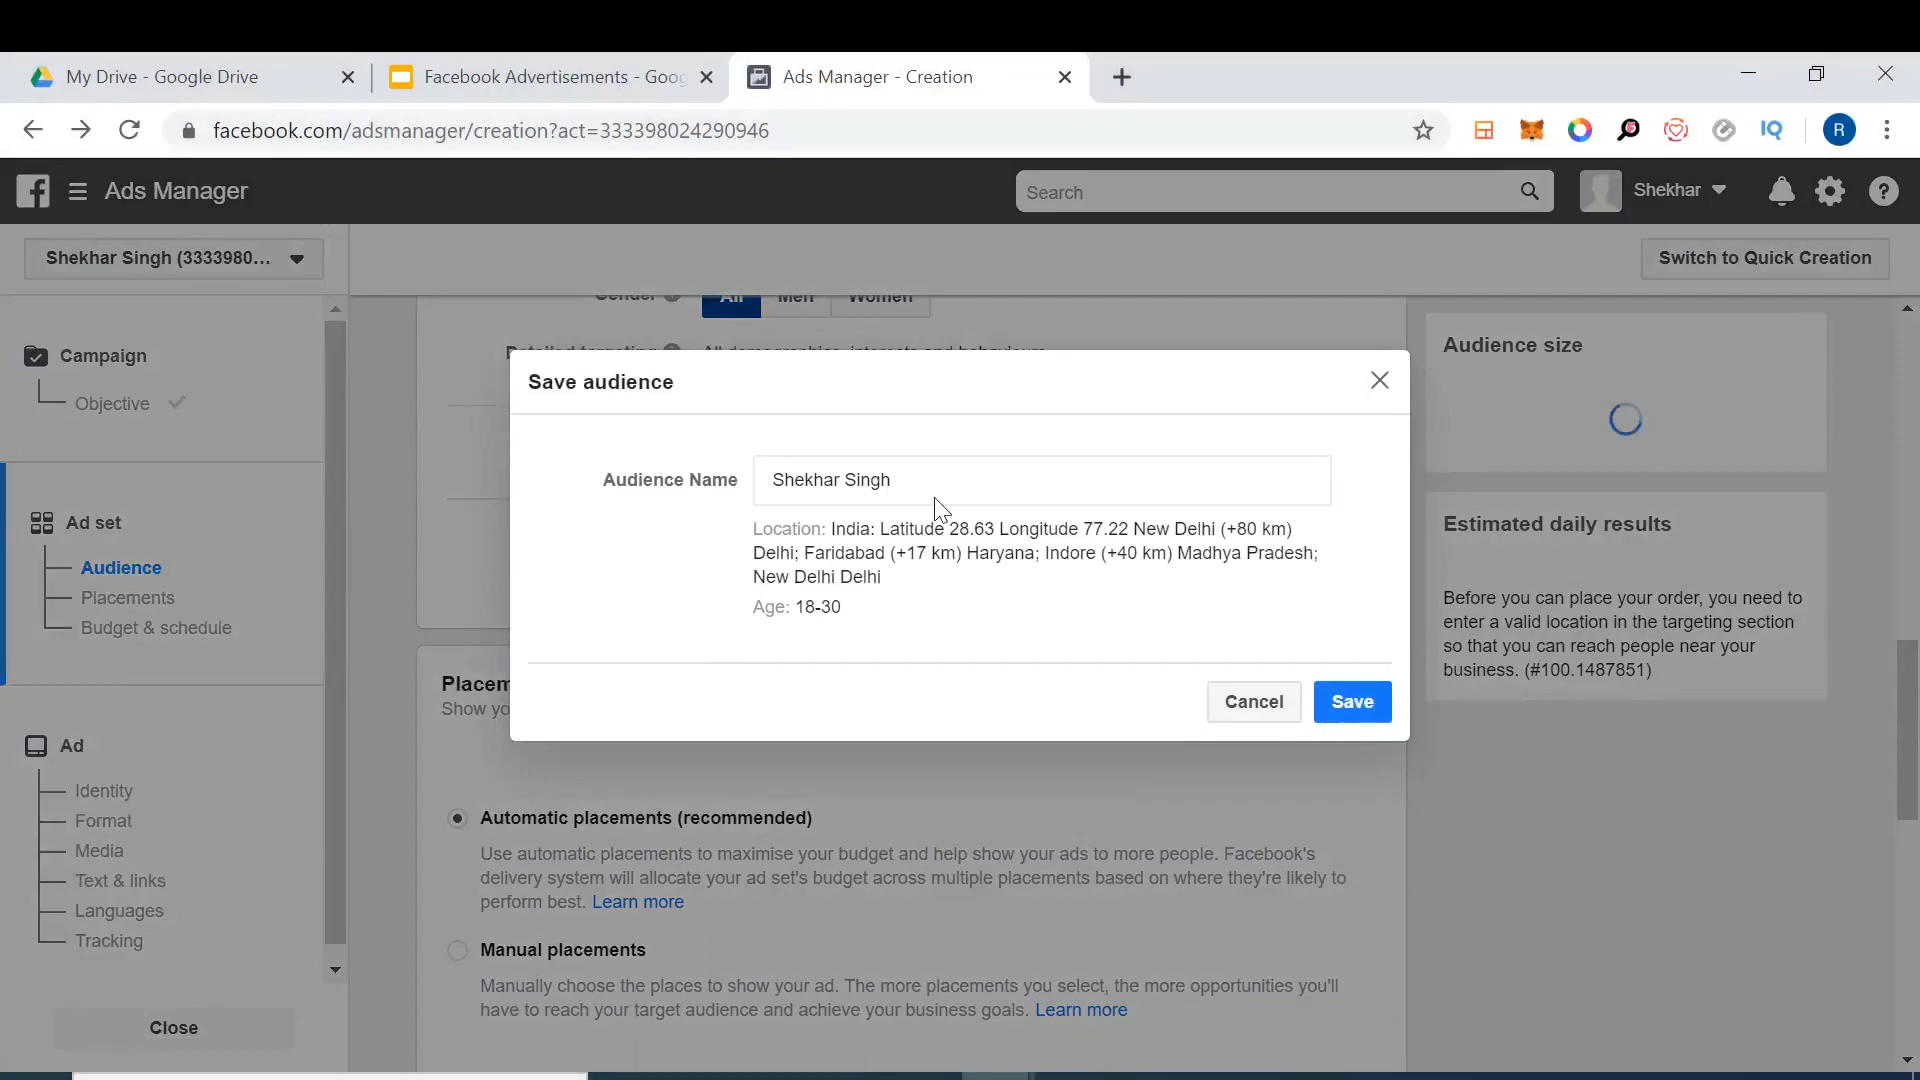 My Drive - Google Drive
Facebook Advertisements - Goog
Ads Manager - Creation
facebook.com/adsmanager/creation?act=333398024290946
IQ
R
Ads Manager
Search
Shekhar
Shekhar Singh (3333980...
Switch to Quick Creation
Campaign
Objective
Ad set
Audience
Placements
Budget & schedule
Ad
Identity
Format
Media
Text & links
Languages
Tracking
Close
Gender
All
Men
Women
Detailed targeting
All demographics, interests and behaviours
Save audience
Audience Name
Shekhar Singh
Location: India: Latitude 28.63 Longitude 77.22 New Delhi (+80 km)
Delhi; Faridabad (+17 km) Haryana; Indore (+40 km) Madhya Pradesh;
New Delhi Delhi
Age: 18-30
Cancel
Save
Placem
Show yo
Automatic placements (recommended)
Use automatic placements to maximise your budget and help show your ads to more people. Facebook's
delivery system will allocate your ad set's budget across multiple placements based on where they're likely to
perform best. Learn more
Manual placements
Manually choose the places to show your ad. The more placements you select, the more opportunities you'll
have to reach your target audience and achieve your business goals. Learn more
Audience size
Estimated daily results
Before you can place your order, you need to
enter a valid location in the targeting section
so that you can reach people near your
business. (#100.1487851)